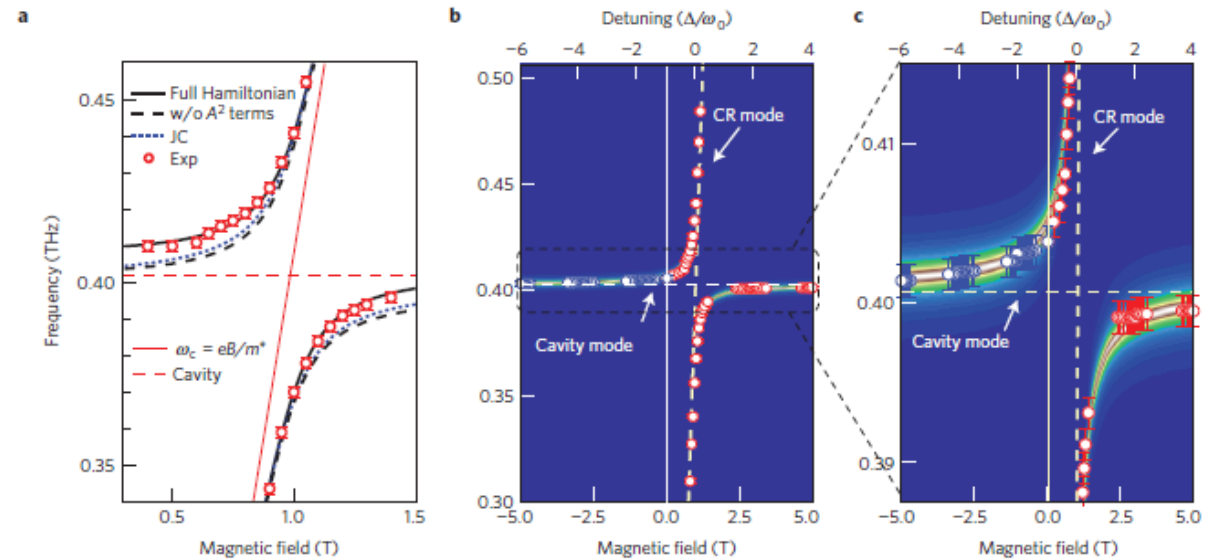 a
Frequency (THz)
0.45
0.40
0.35
Full Hamiltonian
w/o A² terms
JC
Exp
ω_c = eB/m*
Cavity
0.5
1.0
1.5
Magnetic field (T)
b
Detuning (Δ/ω₀)
−6
−4
−2
0
2
4
0.50
0.45
0.40
0.35
0.30
CR mode
Cavity mode
−5.0
−2.5
0.0
2.5
5.0
Magnetic field (T)
c
Detuning (Δ/ω₀)
−6
−4
−2
0
2
4
0.41
0.40
0.39
CR mode
Cavity mode
−5.0
−2.5
0.0
2.5
5.0
Magnetic field (T)